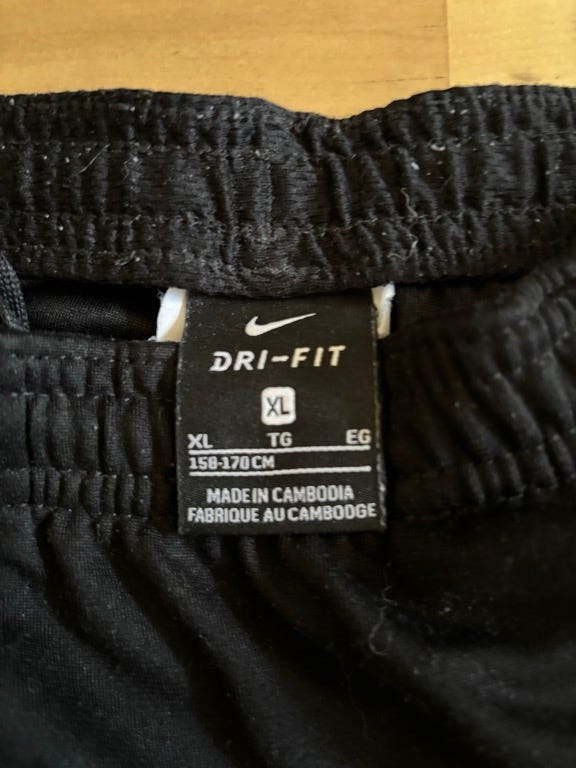 DRI-FIT
XL
XL TG EG
158-170 CM
MADE IN CAMBODIA
FABRIQUE AU CAMBODGE